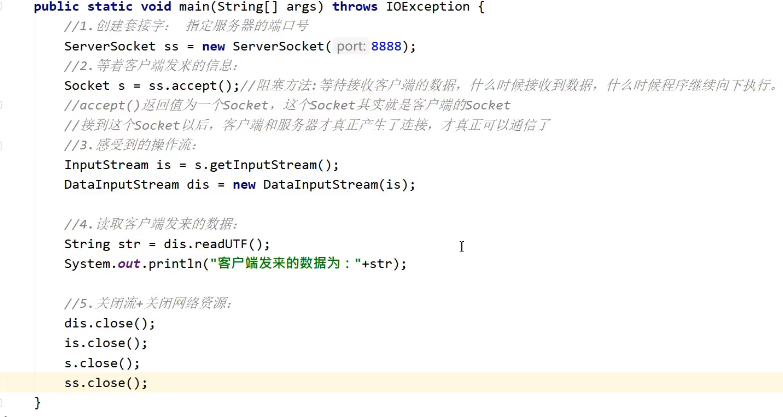 public static void main(String[] args) throws IOException {
//1.创建套接字： 指定服务器的端口号
ServerSocket ss = new ServerSocket( port: 8888);
//2.等着客户端发来的信息：
Socket s = ss.accept();//阻塞方法:等待接收客户端的数据，什么时候接收到数据，什么时候程序继续向下执行。
//accept()返回值为一个Socket，这个Socket其实就是客户端的Socket
//接到这个Socket以后，客户端和服务器才真正产生了连接，才真正可以通信了
//3.感受到的操作流：
InputStream is = s.getInputStream();
DataInputStream dis = new DataInputStream(is);
//4.读取客户端发来的数据：
String str = dis.readUTF();
System.out.println("客户端发来的数据为："+str);
//5.关闭流+关闭网络资源：
dis.close();
is.close();
s.close();
ss.close();
}